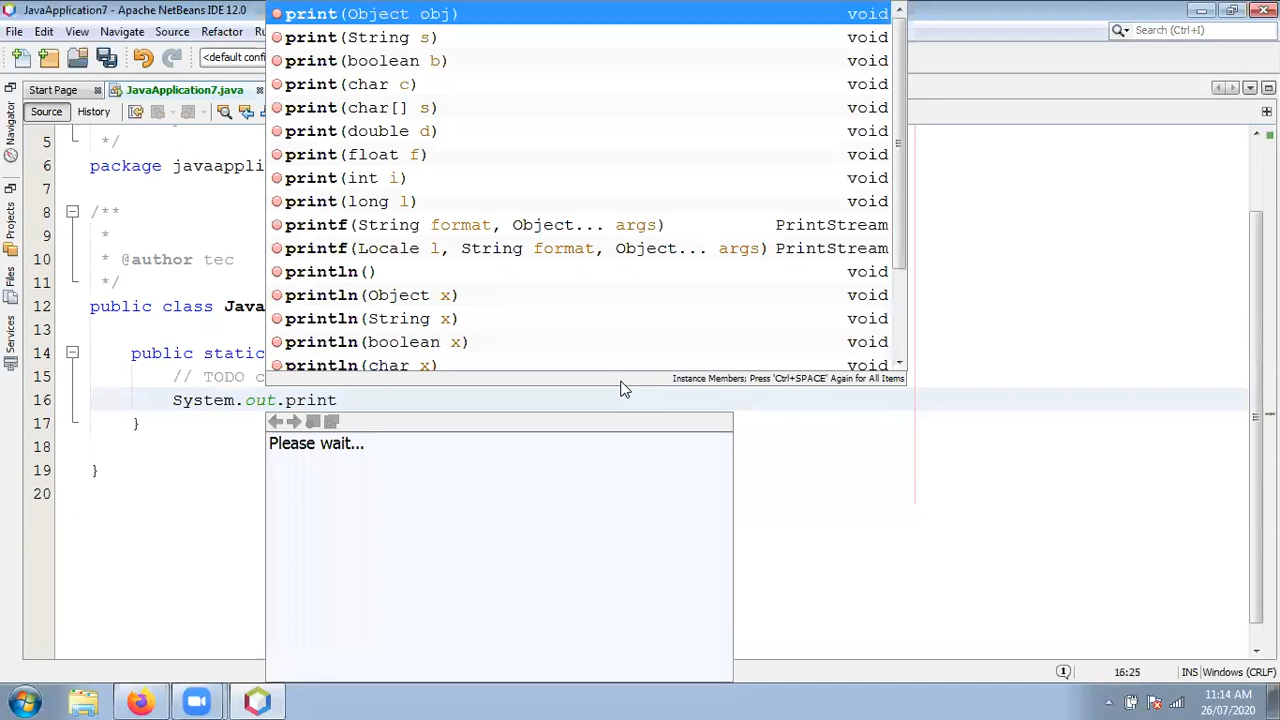 JavaApplication7 - Apache NetBeans IDE 12.0
File Edit View Navigate Source Refactor
Search (Ctrl+I)
<default conf
Start Page JavaApplication7.java
Source History
print(Object obj) void
print(String s) void
print(boolean b) void
print(char c) void
print(char[] s) void
print(double d) void
print(float f) void
print(int i) void
print(long l) void
printf(String format, Object... args) PrintStream
printf(Locale l, String format, Object... args) PrintStream
println() void
println(Object x) void
println(String x) void
println(boolean x) void
println(char x) void
Instance Members; Press 'Ctrl+SPACE' Again for All Items
Navigator
Projects
Files
Services
5 */
6 package javaappli
7
8 /**
9 *
10 * @author tec
11 */
12 public class Java
13
14 public static
15 // TODO c
16 System.out.print
17 }
18
19 }
20
Please wait...
1 16:25 INS Windows (CRLF)
11:14 AM
26/07/2020